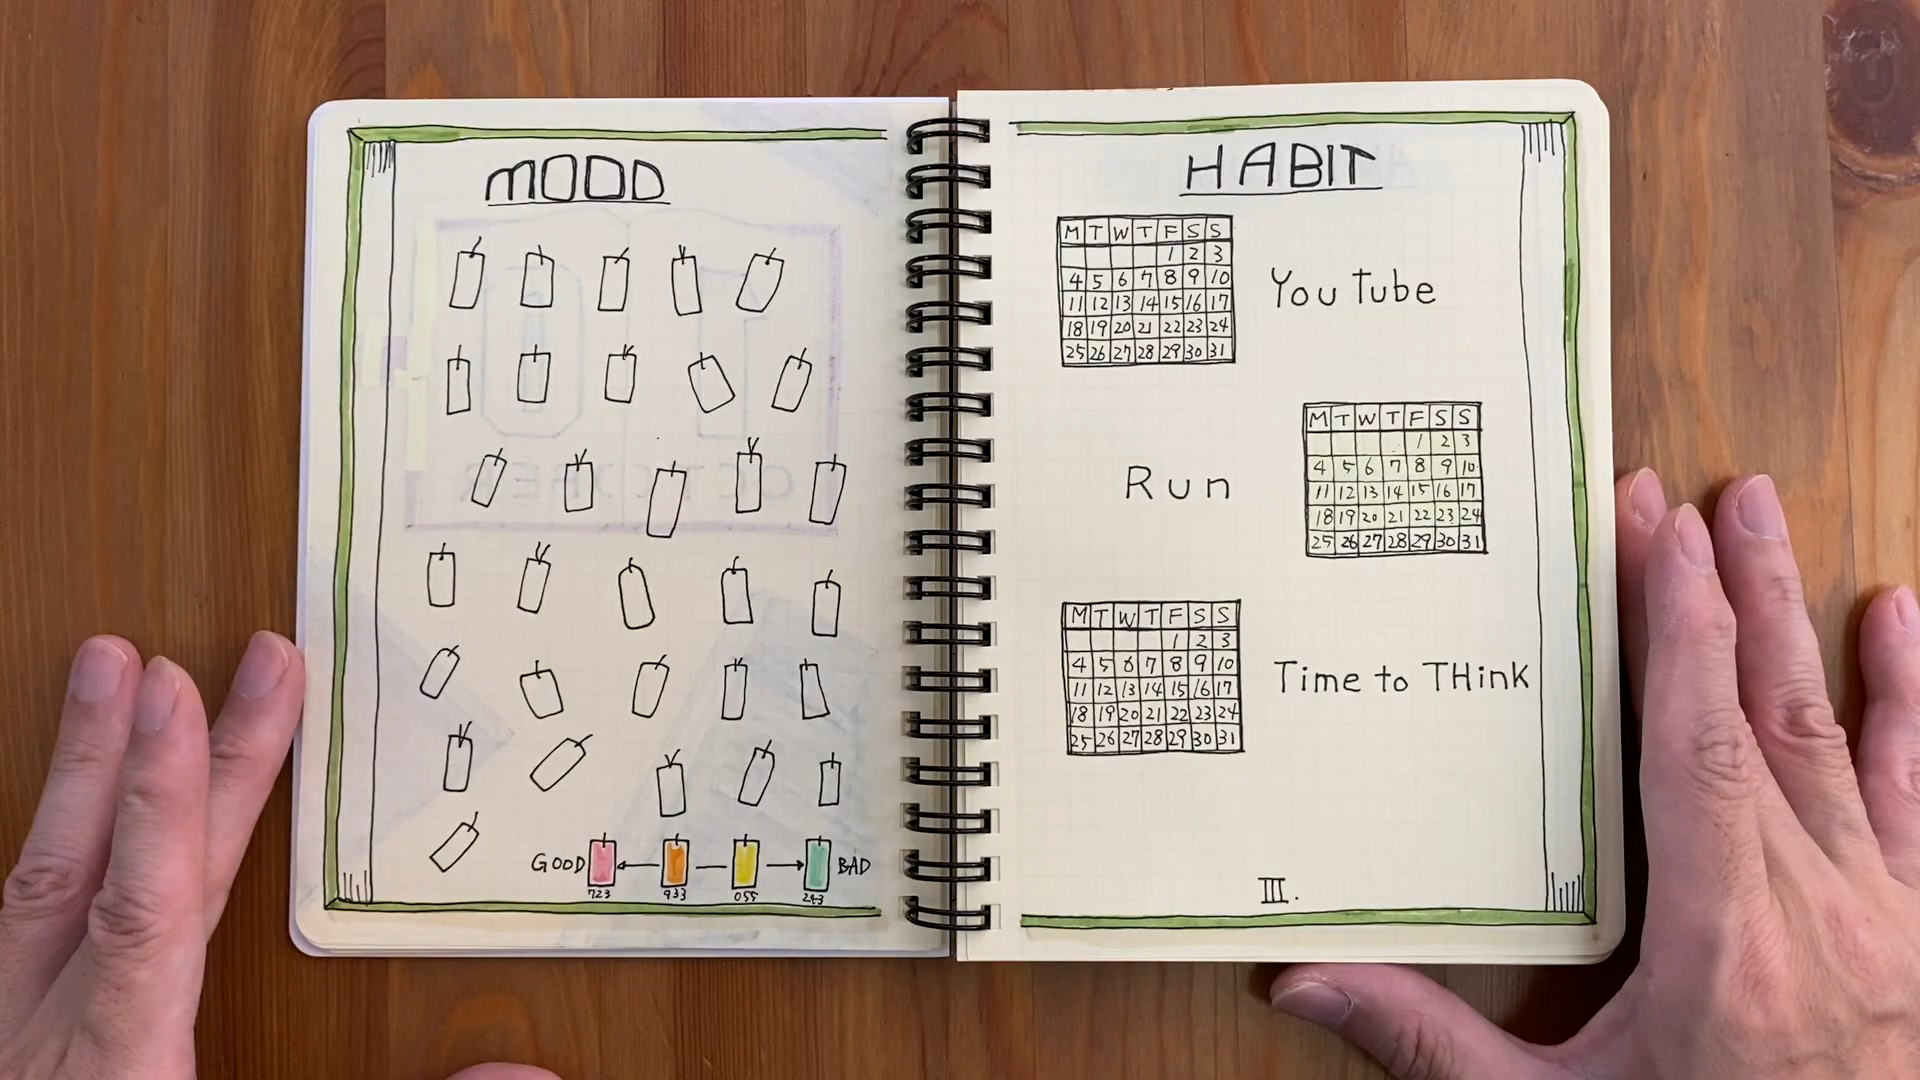 MOOD
GOOD BAD
723 933 055 243
HABIT
M T W T F S S
1 2 3
4 5 6 7 8 9 10
11 12 13 14 15 16 17
18 19 20 21 22 23 24
25 26 27 28 29 30 31
YouTube
Run
M T W T F S S
1 2 3
4 5 6 7 8 9 10
11 12 13 14 15 16 17
18 19 20 21 22 23 24
25 26 27 28 29 30 31
M T W T F S S
1 2 3
4 5 6 7 8 9 10
11 12 13 14 15 16 17
18 19 20 21 22 23 24
25 26 27 28 29 30 31
Time to THink
III.